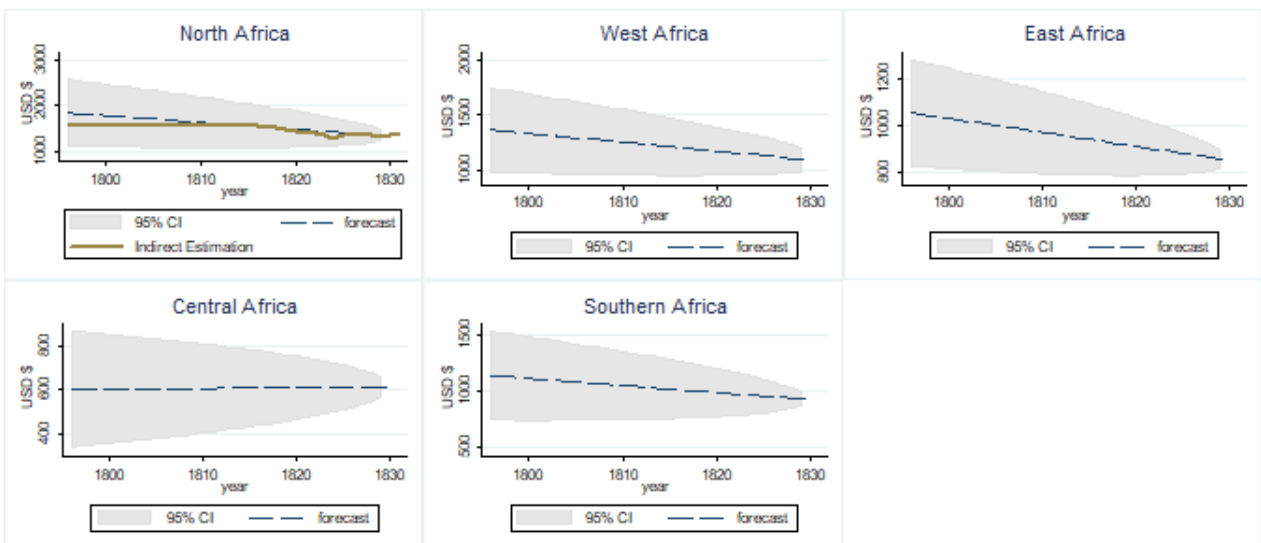 North Africa
USD $
3000
2000
1000
1800 1810 1820 1830
year
95% CI forecast
Indirect Estimation
West Africa
USD $
2000
1500
1000
1800 1810 1820 1830
year
95% CI forecast
East Africa
USD $
1200
1000
800
1800 1810 1820 1830
year
95% CI forecast
Central Africa
USD $
800
600
400
1800 1810 1820 1830
year
95% CI forecast
Southern Africa
USD $
1500
1000
500
1800 1810 1820 1830
year
95% CI forecast